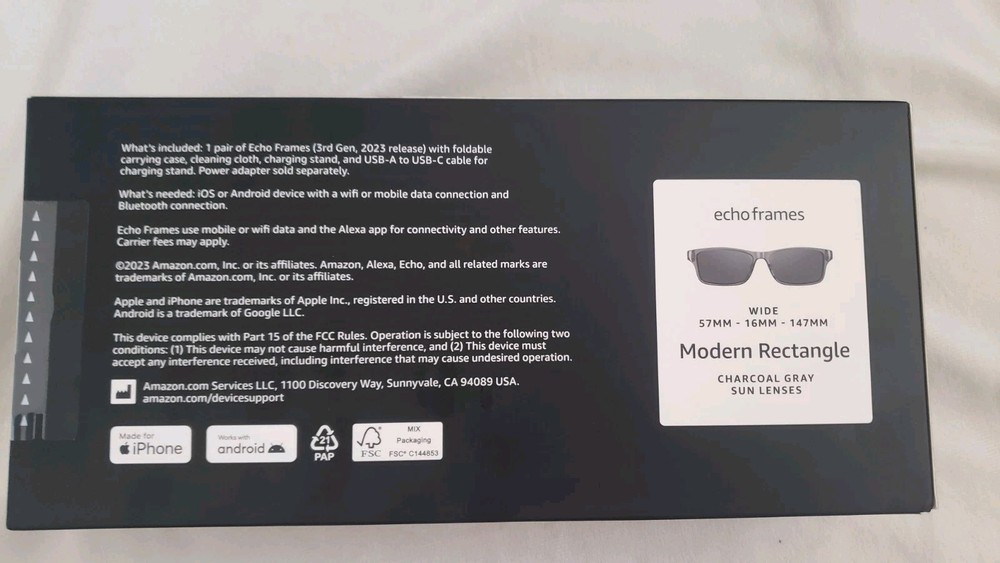 What's included: 1 pair of Echo Frames (3rd Gen, 2023 release) with foldable
carrying case, cleaning cloth, charging stand, and USB-A to USB-C cable for
charging stand. Power adapter sold separately.
What's needed: iOS or Android device with a wifi or mobile data connection and
Bluetooth connection.
Echo Frames use mobile or wifi data and the Alexa app for connectivity and other features.
Carrier fees may apply.
©2023 Amazon.com, Inc. or its affiliates. Amazon, Alexa, Echo, and all related marks are
trademarks of Amazon.com, Inc. or its affiliates.
Apple and iPhone are trademarks of Apple Inc., registered in the U.S. and other countries.
Android is a trademark of Google LLC.
This device complies with Part 15 of the FCC Rules. Operation is subject to the following two
conditions: (1) This device may not cause harmful interference, and (2) This device must
accept any interference received, including interference that may cause undesired operation.
Amazon.com Services LLC, 1100 Discovery Way, Sunnyvale, CA 94089 USA.
amazon.com/devicesupport
Made for
iPhone
Works with
android
21
PAP
FSC
MIX
Packaging
FSC® C144853
echo frames
WIDE
57MM - 16MM - 147MM
Modern Rectangle
CHARCOAL GRAY
SUN LENSES